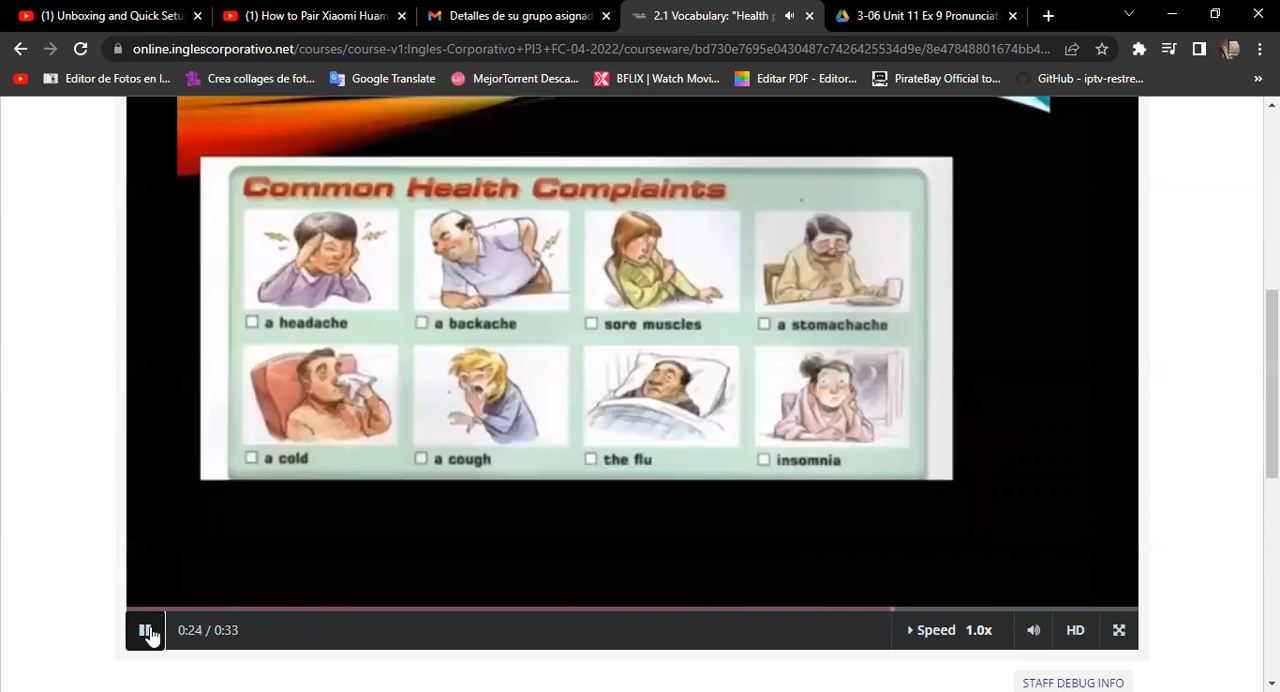 (1) Unboxing and Quick Setu
(1) How to Pair Xiaomi Huam
Detalles de su grupo asignad
2.1 Vocabulary: "Health p
3-06 Unit 11 Ex 9 Pronunciat
online.inglescorporativo.net/courses/course-v1:Ingles-Corporativo+PI3+FC-04-2022/courseware/bd730e7695e0430487c7426425534d9e/8e47848801674bb4...
Editor de Fotos en l...
Crea collages de fot...
Google Translate
MejorTorrent Desca...
BFLIX | Watch Movi...
Editar PDF - Editor...
PirateBay Official to...
GitHub - iptv-restre...
Common Health Complaints
a headache
a backache
sore muscles
a stomachache
a cold
a cough
the flu
insomnia
0:24 / 0:33
Speed 1.0x
HD
STAFF DEBUG INFO